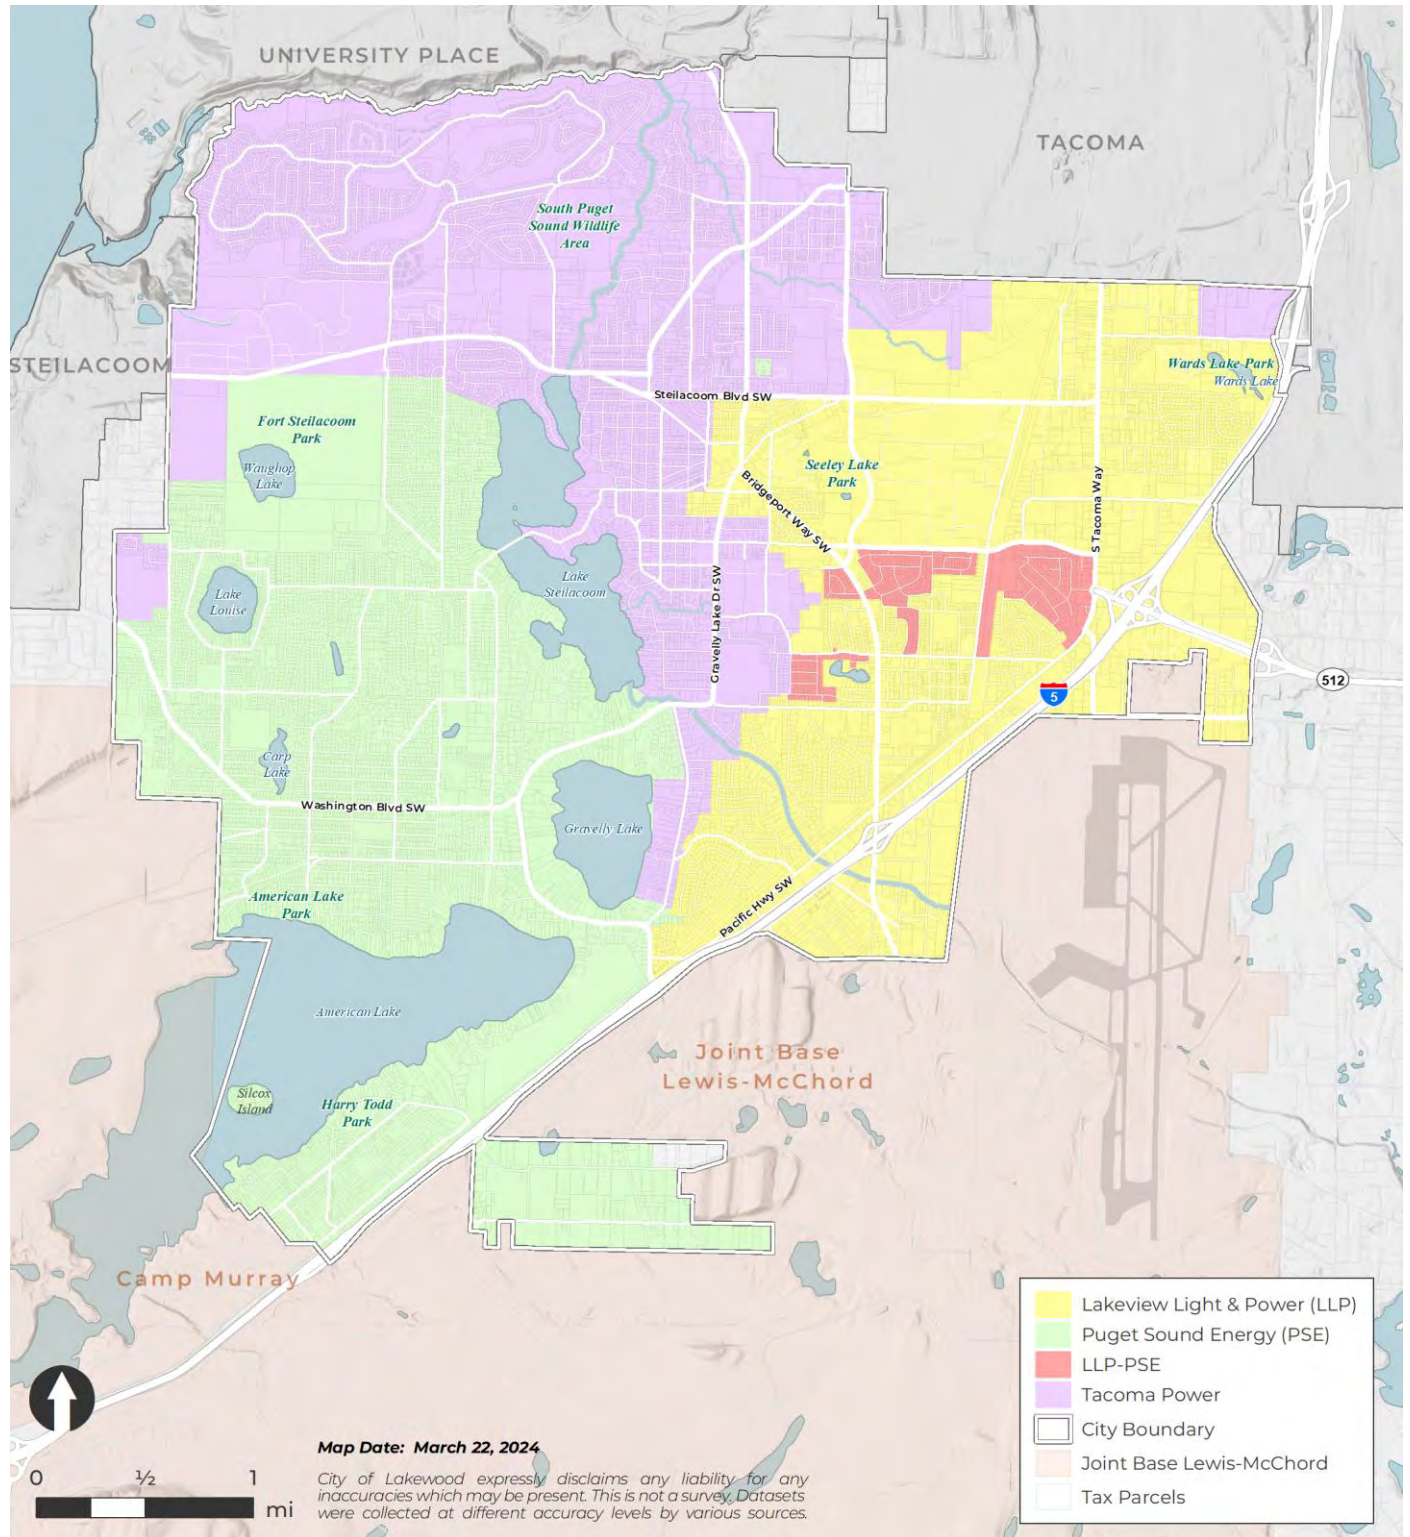 UNIVERSITY PLACE
TACOMA
South Puget
Sound Wildlife
Area
STEILACOOM
Wards Lake Park
Wards Lake
Steilacoom Blvd SW
Fort Steilacoom
Park
Waughop
Lake
Seeley Lake
Park
Bridgeport Way SW
S Tacoma Way
Lake
Louise
Lake
Steilacoom
Gravelly Lake Dr SW
512
5
Carp
Lake
Washington Blvd SW
Gravelly Lake
American Lake
Park
Pacific Hwy SW
American Lake
Joint Base
Lewis-McChord
Silcox
Island
Harry Todd
Park
Camp Murray
Lakeview Light & Power (LLP)
Puget Sound Energy (PSE)
LLP-PSE
Tacoma Power
City Boundary
Joint Base Lewis-McChord
Tax Parcels
Map Date: March 22, 2024
0 ½ 1
mi
City of Lakewood expressly disclaims any liability for any
inaccuracies which may be present. This is not a survey. Datasets
were collected at different accuracy levels by various sources.